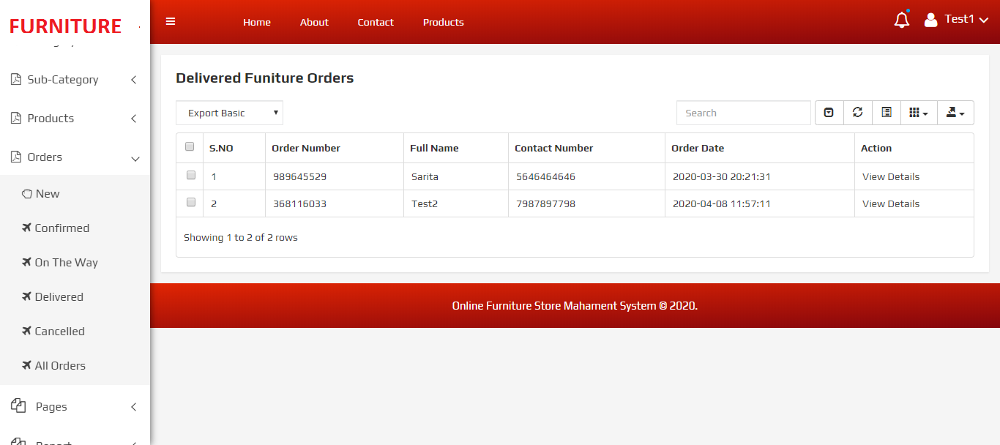 FURNITURE
Home About Contact Products
Test1
Sub-Category
Products
Orders
New
Confirmed
On The Way
Delivered
Cancelled
All Orders
Pages
Report
Delivered Funiture Orders
Export Basic
Search
S.NO Order Number Full Name Contact Number Order Date Action
1 989645529 Sarita 5646464646 2020-03-30 20:21:31 View Details
2 368116033 Test2 7987897798 2020-04-08 11:57:11 View Details
Showing 1 to 2 of 2 rows
Online Furniture Store Mahament System © 2020.